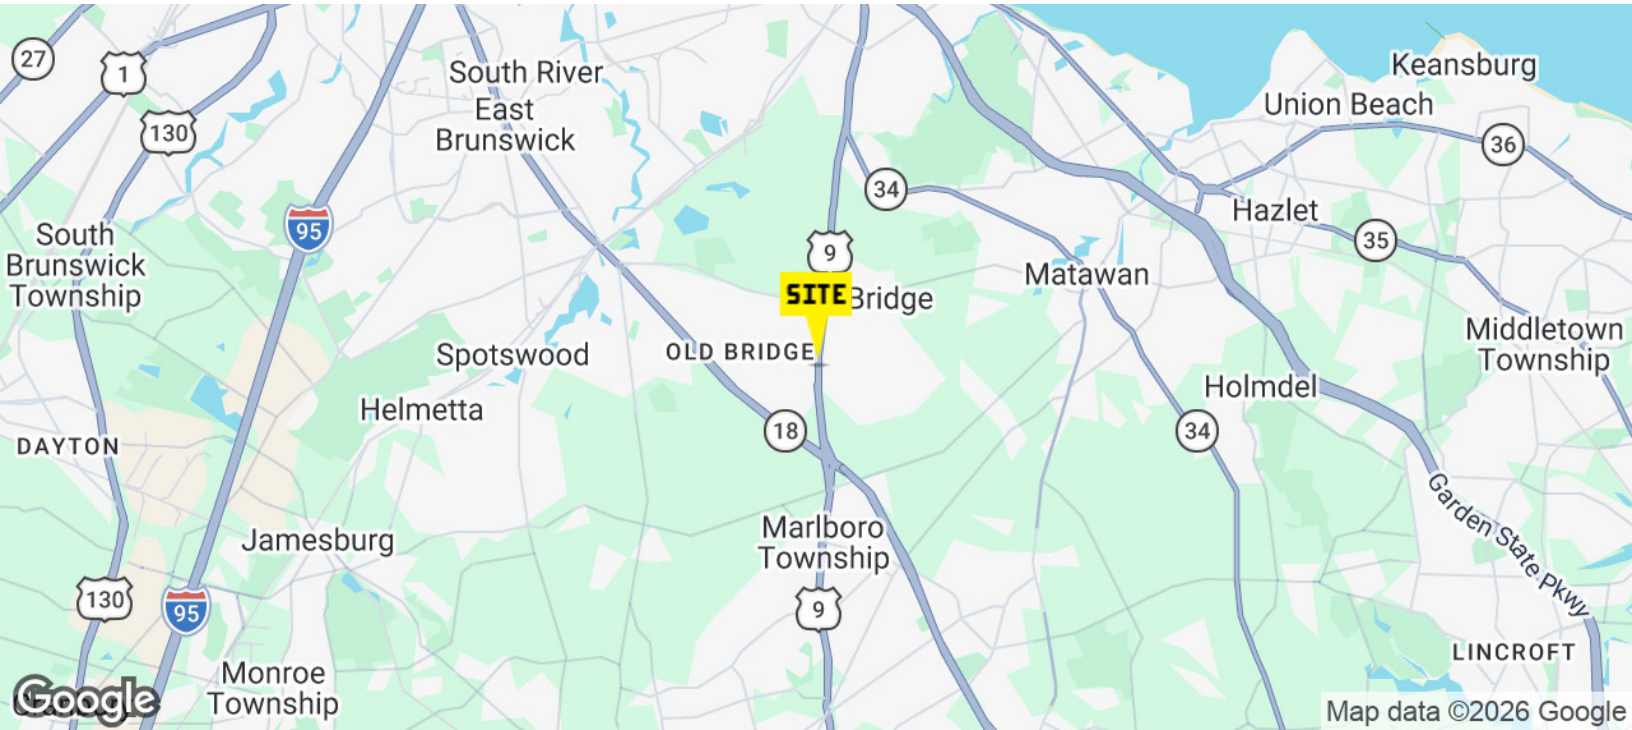 27
1
130
South River
East
Brunswick
Keansburg
Union Beach
36
34
95
South
Brunswick
Township
9
Hazlet
35
Matawan
SITE
Bridge
Middletown
Township
Spotswood
OLD BRIDGE
Holmdel
Helmetta
18
34
DAYTON
Garden State Pkwy
Jamesburg
Marlboro
Township
130
95
9
LINCROFT
Monroe
Township
Google
Map data ©2026 Google